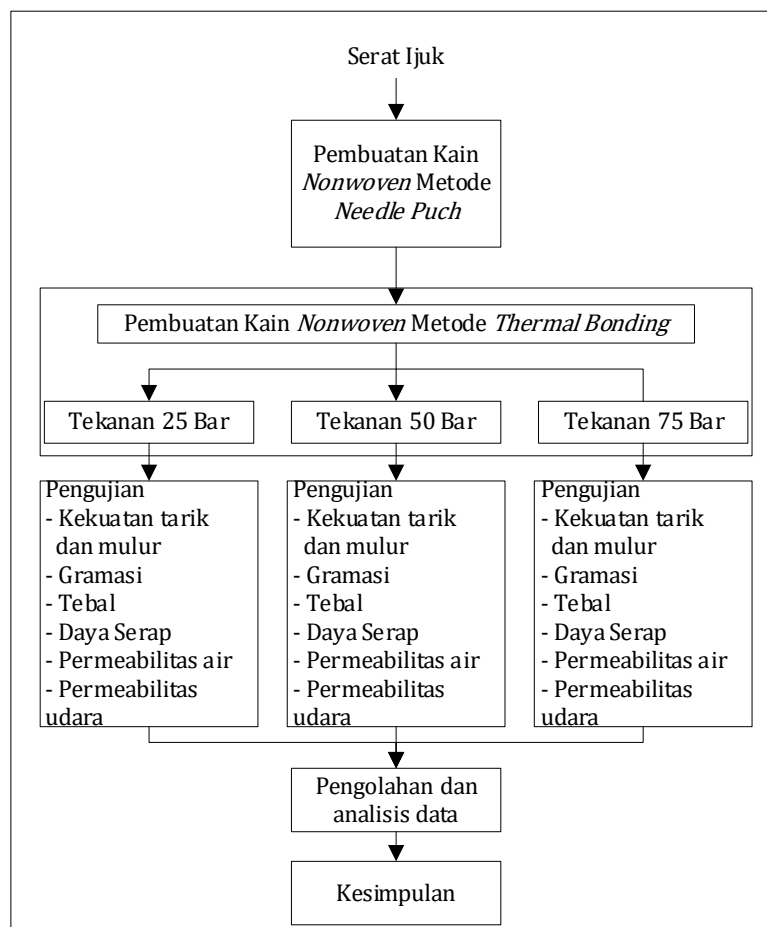 Serat Ijuk
Pembuatan Kain
Nonwoven Metode
Needle Puch
Pembuatan Kain Nonwoven Metode Thermal Bonding
Tekanan 25 Bar
Tekanan 50 Bar
Tekanan 75 Bar
Pengujian
- Kekuatan tarik
dan mulur
- Gramasi
- Tebal
- Daya Serap
- Permeabilitas air
- Permeabilitas
udara
Pengujian
- Kekuatan tarik
dan mulur
- Gramasi
- Tebal
- Daya Serap
- Permeabilitas air
- Permeabilitas
udara
Pengujian
- Kekuatan tarik
dan mulur
- Gramasi
- Tebal
- Daya Serap
- Permeabilitas air
- Permeabilitas
udara
Pengolahan dan
analisis data
Kesimpulan